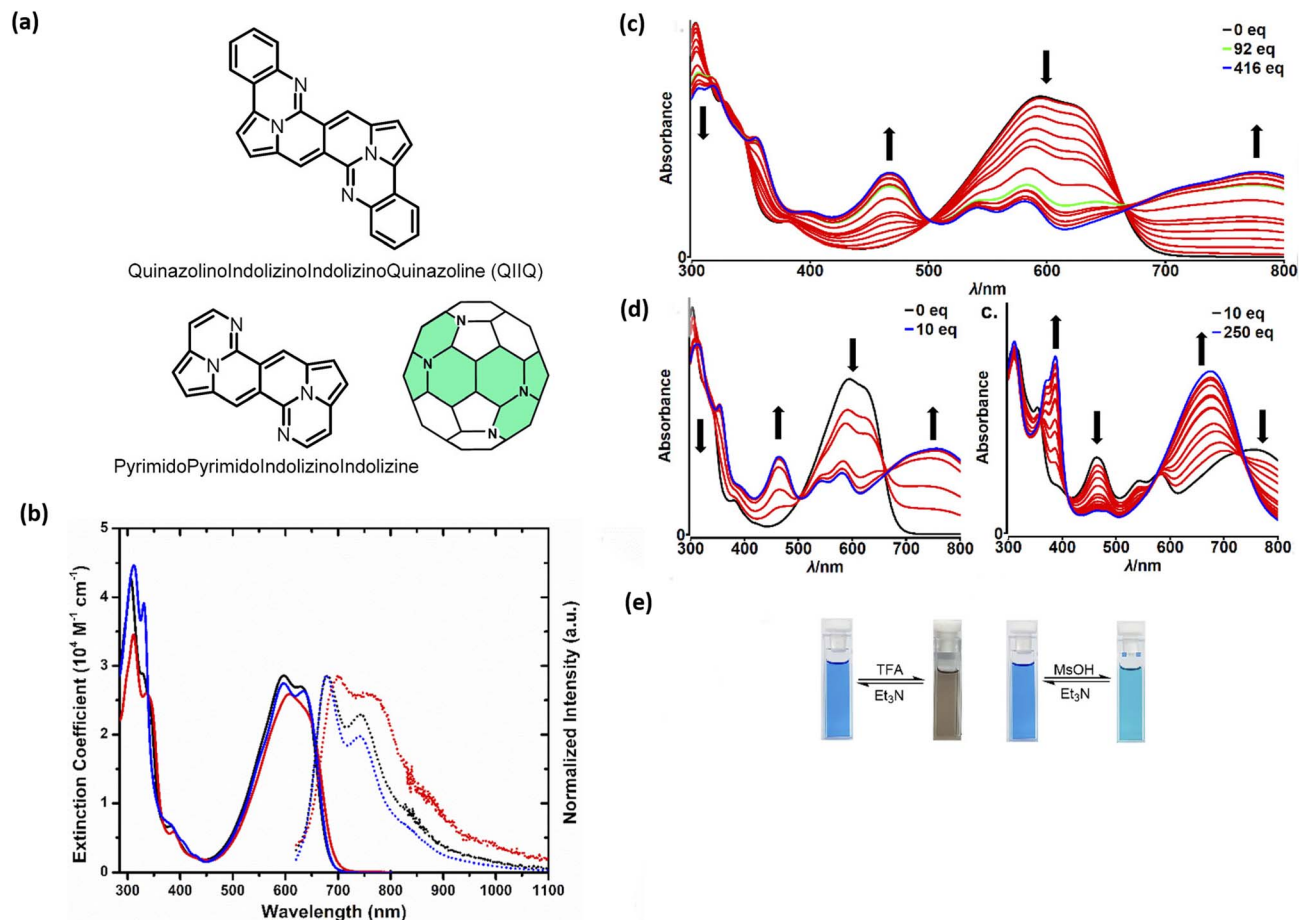 (a)
N
N
N
N
QuinazolinoIndolizinoIndolizinoQuinazoline (QIIQ)
N
N
N
N
N
N
N
N
PyrimidoPyrimidoIndolizinoIndolizine
(b)
Extinction Coefficient (10⁴ M⁻¹ cm⁻¹)
5
4
3
2
1
0
300 400 500 600 700 800 900 1000 1100
Wavelength (nm)
Normalized Intensity (a.u.)
(c)
0 eq
92 eq
416 eq
Absorbance
0
300 400 500 600 700 800
λ/nm
(d)
0 eq
10 eq
Absorbance
0
300 400 500 600 700 800
λ/nm
c.
10 eq
250 eq
Absorbance
0
300 400 500 600 700 800
λ/nm
(e)
TFA
Et₃N
MsOH
Et₃N